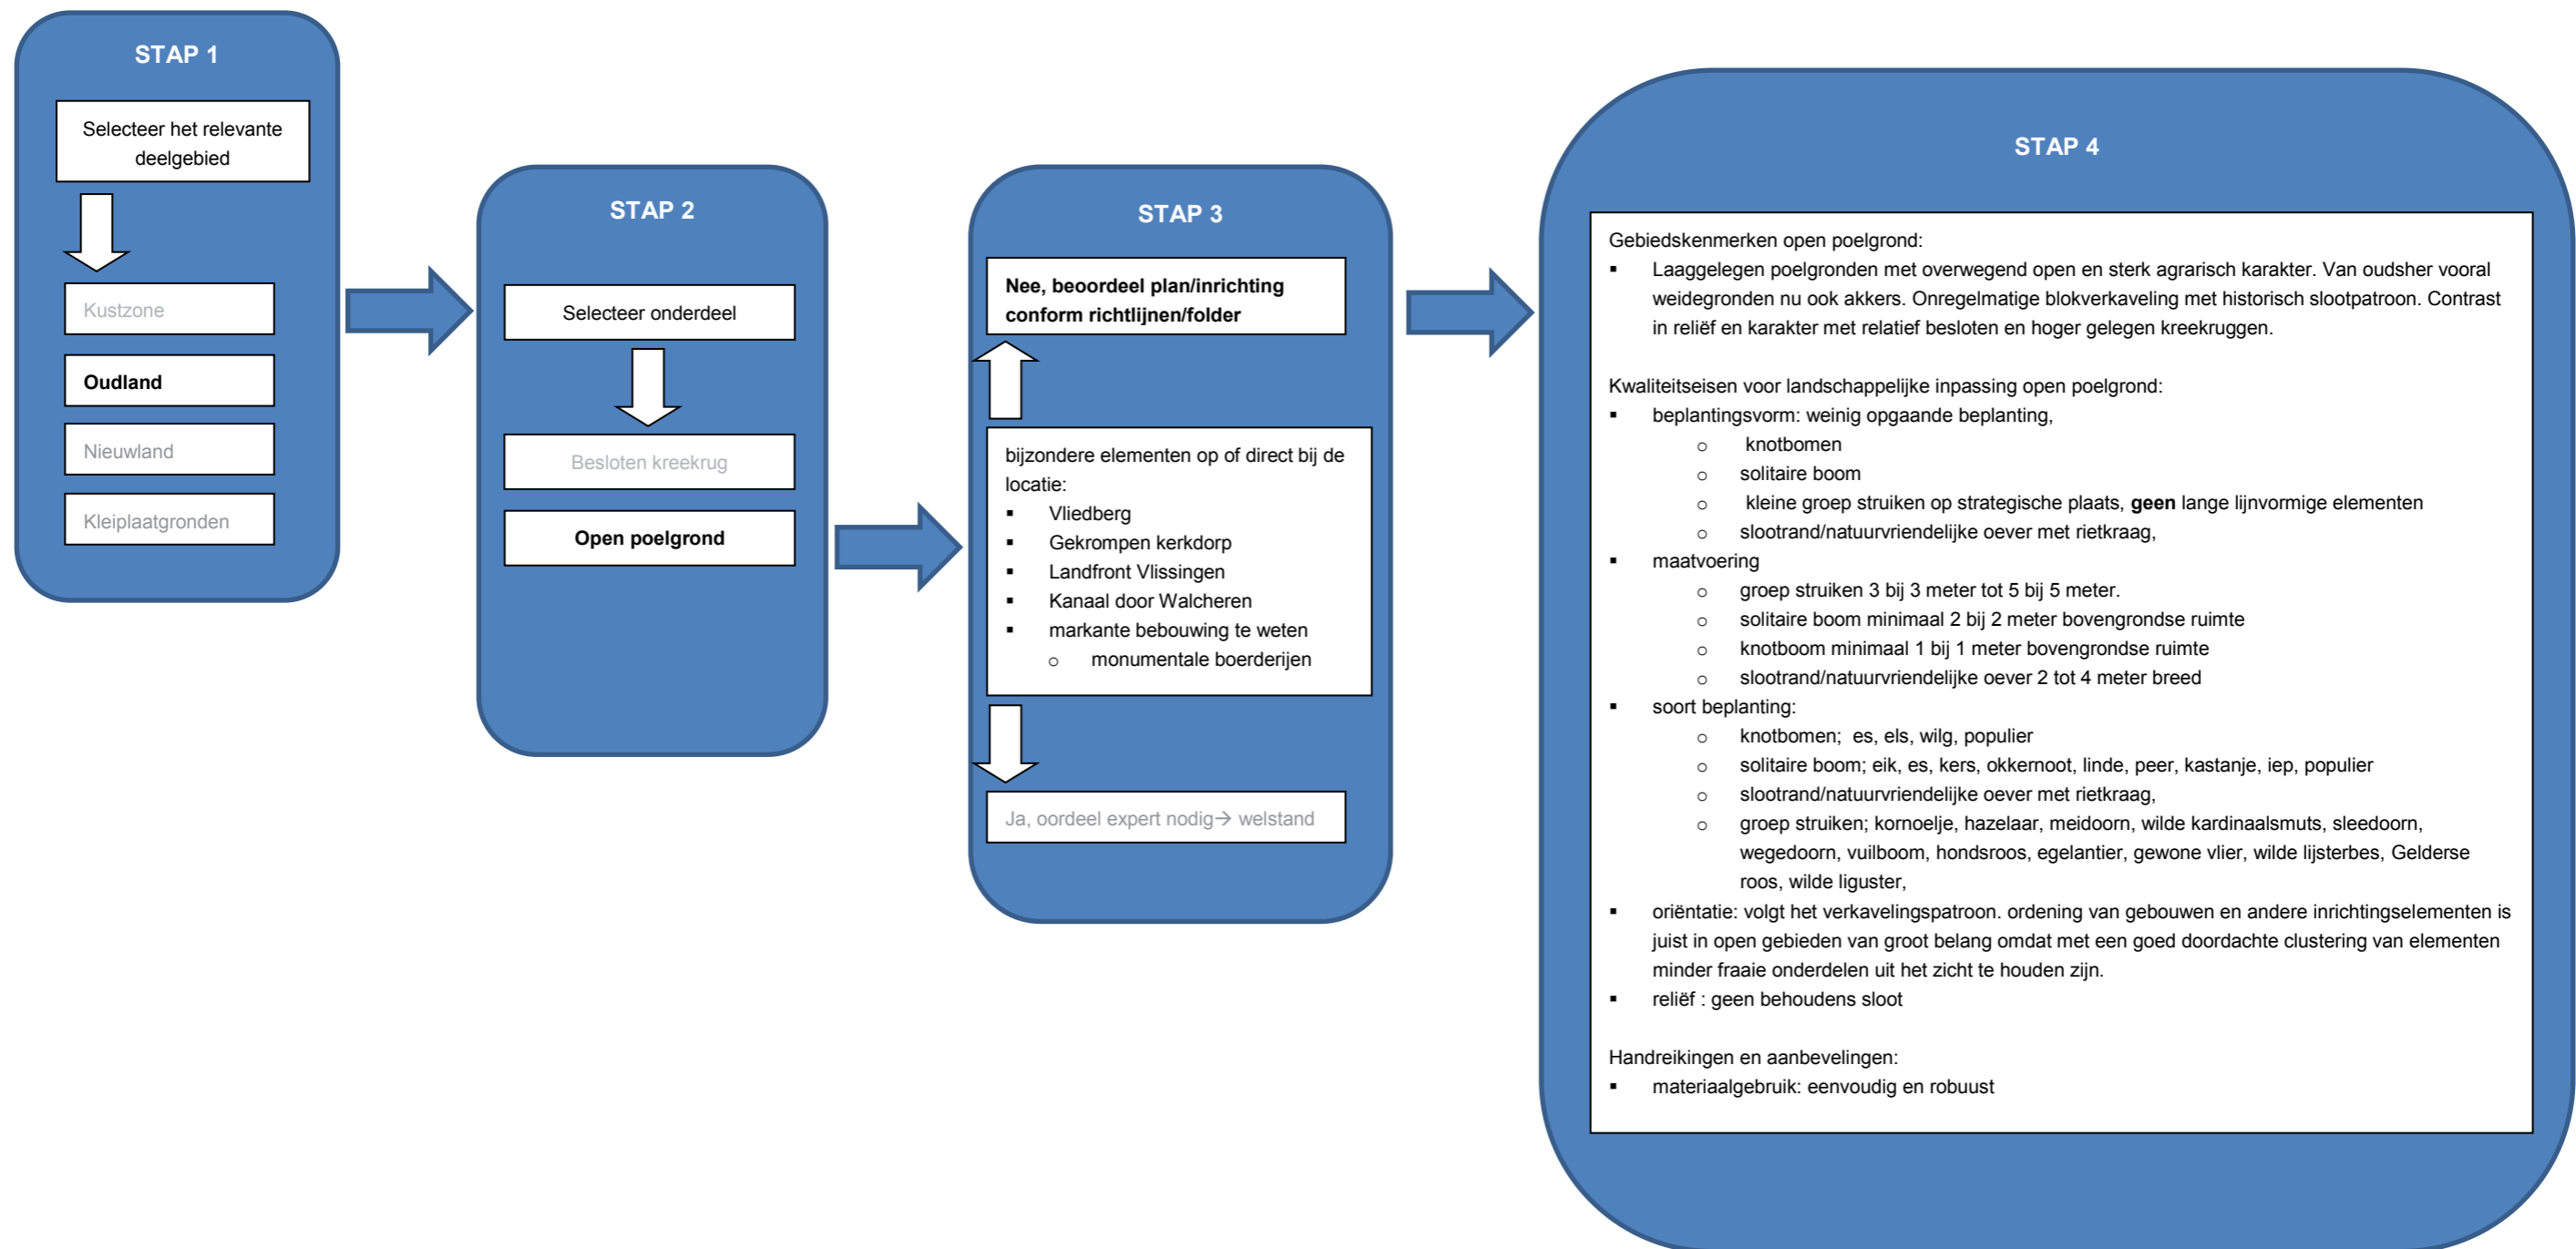 STAP 1
Selecteer het relevante
deelgebied
Kustzone
Oudland
Nieuwland
Kleiplaatgronden
STAP 2
Selecteer onderdeel
Besloten kreekrug
Open poelgrond
STAP 3
Nee, beoordeel plan/inrichting
conform richtlijnen/folder
bijzondere elementen op of direct bij de
locatie:
▪ Vliedberg
▪ Gekrompen kerkdorp
▪ Landfront Vlissingen
▪ Kanaal door Walcheren
▪ markante bebouwing te weten
o monumentale boerderijen
Ja, oordeel expert nodig→ welstand
STAP 4
Gebiedskenmerken open poelgrond:
▪ Laaggelegen poelgronden met overwegend open en sterk agrarisch karakter. Van oudsher vooral
weidegronden nu ook akkers. Onregelmatige blokverkaveling met historisch slootpatroon. Contrast
in reliëf en karakter met relatief besloten en hoger gelegen kreekruggen.
Kwaliteitseisen voor landschappelijke inpassing open poelgrond:
▪ beplantingsvorm: weinig opgaande beplanting,
o knotbomen
o solitaire boom
o kleine groep struiken op strategische plaats, geen lange lijnvormige elementen
o slootrand/natuurvriendelijke oever met rietkraag,
▪ maatvoering
o groep struiken 3 bij 3 meter tot 5 bij 5 meter.
o solitaire boom minimaal 2 bij 2 meter bovengrondse ruimte
o knotboom minimaal 1 bij 1 meter bovengrondse ruimte
o slootrand/natuurvriendelijke oever 2 tot 4 meter breed
▪ soort beplanting:
o knotbomen; es, els, wilg, populier
o solitaire boom; eik, es, kers, okkernoot, linde, peer, kastanje, iep, populier
o slootrand/natuurvriendelijke oever met rietkraag,
o groep struiken; kornoelje, hazelaar, meidoorn, wilde kardinaalsmuts, sleedoorn,
wegedoorn, vuilboom, hondsroos, egelantier, gewone vlier, wilde lijsterbes, Gelderse
roos, wilde liguster,
▪ oriëntatie: volgt het verkavelingspatroon. ordening van gebouwen en andere inrichtingselementen is
juist in open gebieden van groot belang omdat met een goed doordachte clustering van elementen
minder fraaie onderdelen uit het zicht te houden zijn.
▪ reliëf : geen behoudens sloot
Handreikingen en aanbevelingen:
▪ materiaalgebruik: eenvoudig en robuust